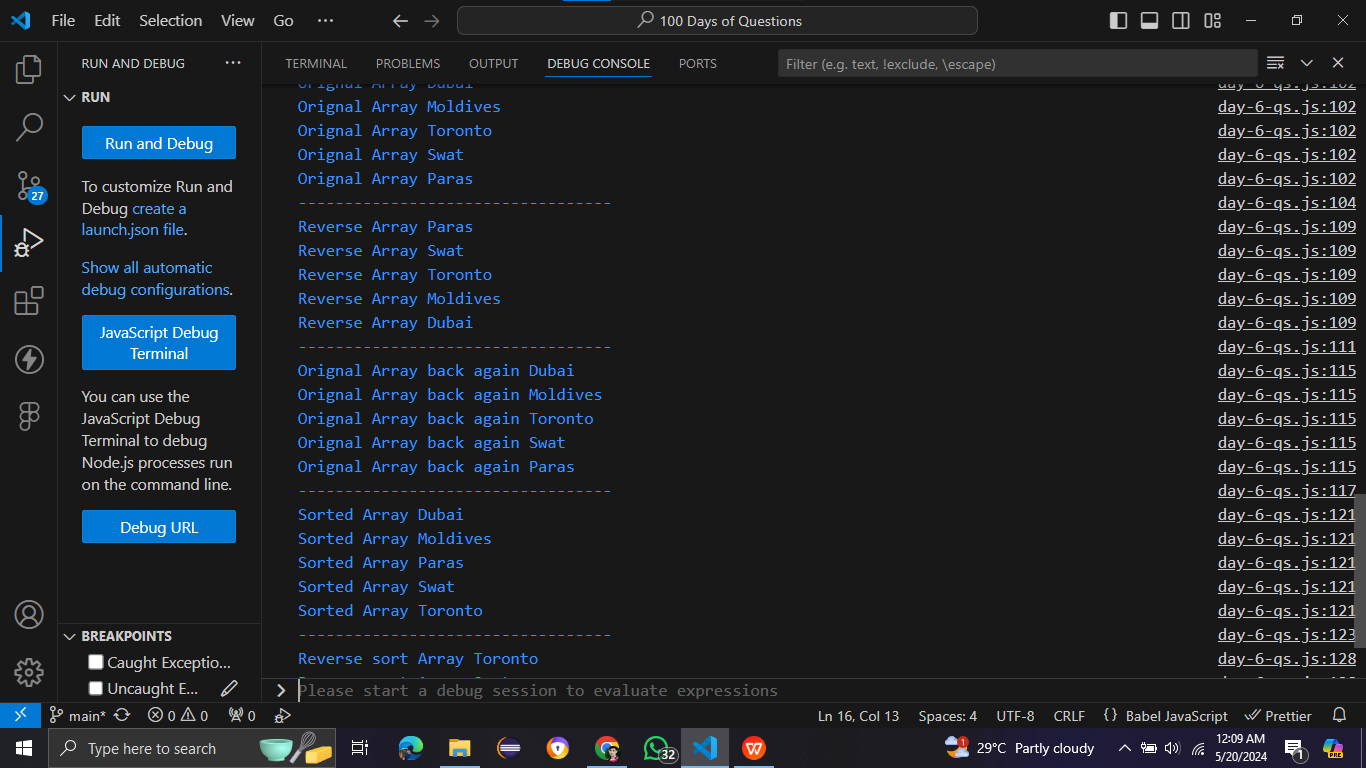 File Edit Selection View Go ···
100 Days of Questions
RUN AND DEBUG ···
RUN
Run and Debug
To customize Run and
Debug create a
launch.json file.
Show all automatic
debug configurations.
JavaScript Debug
Terminal
You can use the
JavaScript Debug
Terminal to debug
Node.js processes run
on the command line.
Debug URL
BREAKPOINTS
Caught Exceptio...
Uncaught E...
27
TERMINAL PROBLEMS OUTPUT DEBUG CONSOLE PORTS
Filter (e.g. text, !exclude, \escape)
Orignal Array Dubai day-6-qs.js:102
Orignal Array Moldives day-6-qs.js:102
Orignal Array Toronto day-6-qs.js:102
Orignal Array Swat day-6-qs.js:102
Orignal Array Paras day-6-qs.js:102
---------------------------------- day-6-qs.js:104
Reverse Array Paras day-6-qs.js:109
Reverse Array Swat day-6-qs.js:109
Reverse Array Toronto day-6-qs.js:109
Reverse Array Moldives day-6-qs.js:109
Reverse Array Dubai day-6-qs.js:109
---------------------------------- day-6-qs.js:111
Orignal Array back again Dubai day-6-qs.js:115
Orignal Array back again Moldives day-6-qs.js:115
Orignal Array back again Toronto day-6-qs.js:115
Orignal Array back again Swat day-6-qs.js:115
Orignal Array back again Paras day-6-qs.js:115
---------------------------------- day-6-qs.js:117
Sorted Array Dubai day-6-qs.js:121
Sorted Array Moldives day-6-qs.js:121
Sorted Array Paras day-6-qs.js:121
Sorted Array Swat day-6-qs.js:121
Sorted Array Toronto day-6-qs.js:121
---------------------------------- day-6-qs.js:123
Reverse sort Array Toronto day-6-qs.js:128
Please start a debug session to evaluate expressions
main* 0 0 0 Ln 16, Col 13 Spaces: 4 UTF-8 CRLF {} Babel JavaScript Prettier
Type here to search 32 1 29°C Partly cloudy 12:09 AM 1 PRE
5/20/2024